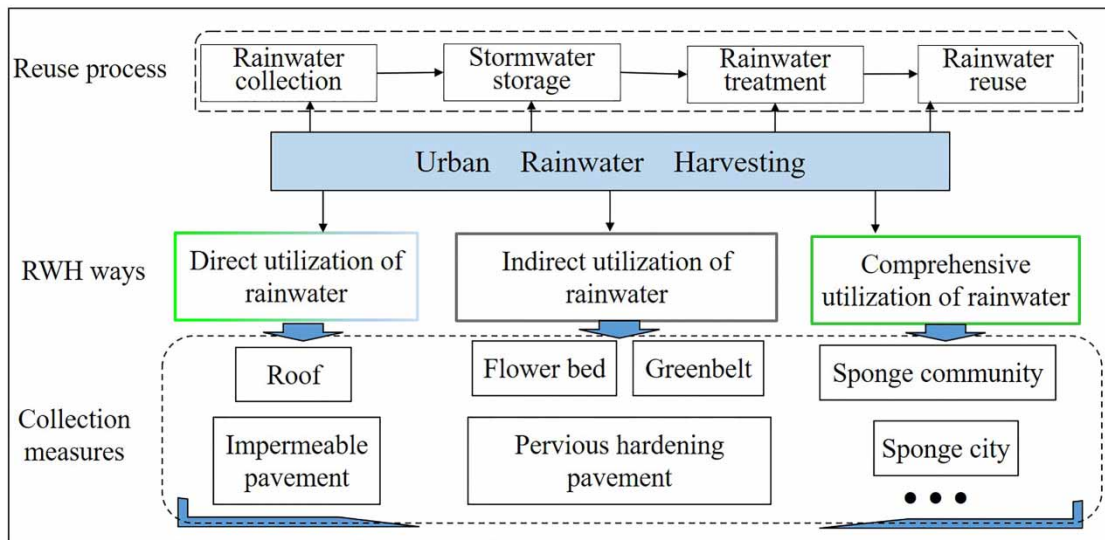 Reuse process
Rainwater
collection
Stormwater
storage
Rainwater
treatment
Rainwater
reuse
Urban Rainwater Harvesting
RWH ways
Direct utilization of
rainwater
Indirect utilization of
rainwater
Comprehensive
utilization of rainwater
Collection
measures
Roof
Flower bed
Greenbelt
Sponge community
Impermeable
pavement
Pervious hardening
pavement
Sponge city